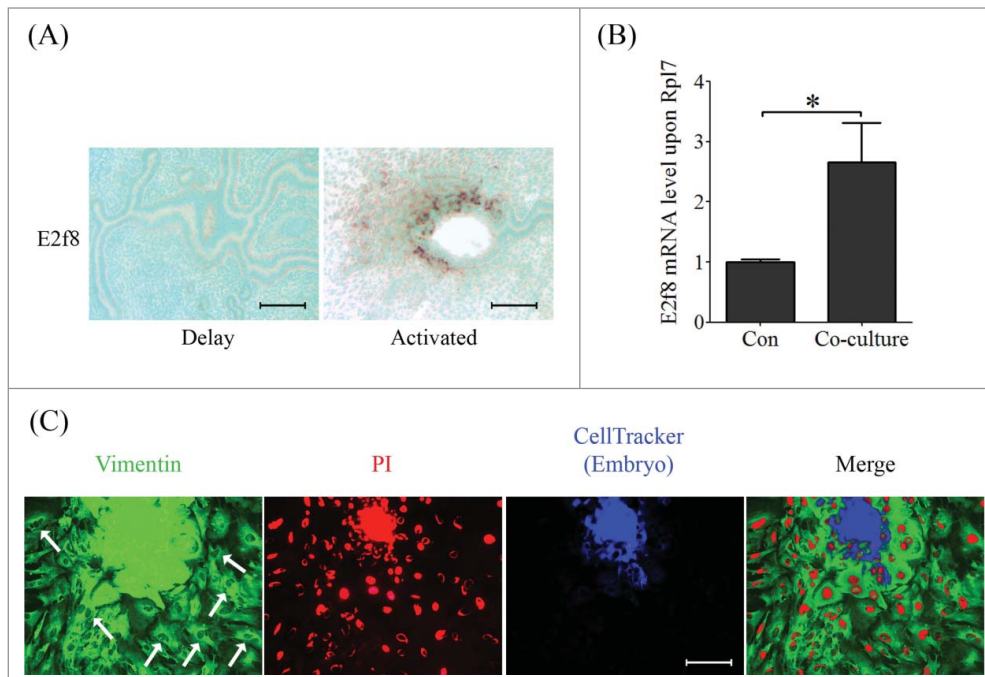 (A)
E2f8
Delay
Activated
(B)
E2f8 mRNA level upon Rpl7
4
3
2
1
0
*
Con
Co-culture
(C)
Vimentin
PI
CellTracker
(Embryo)
Merge